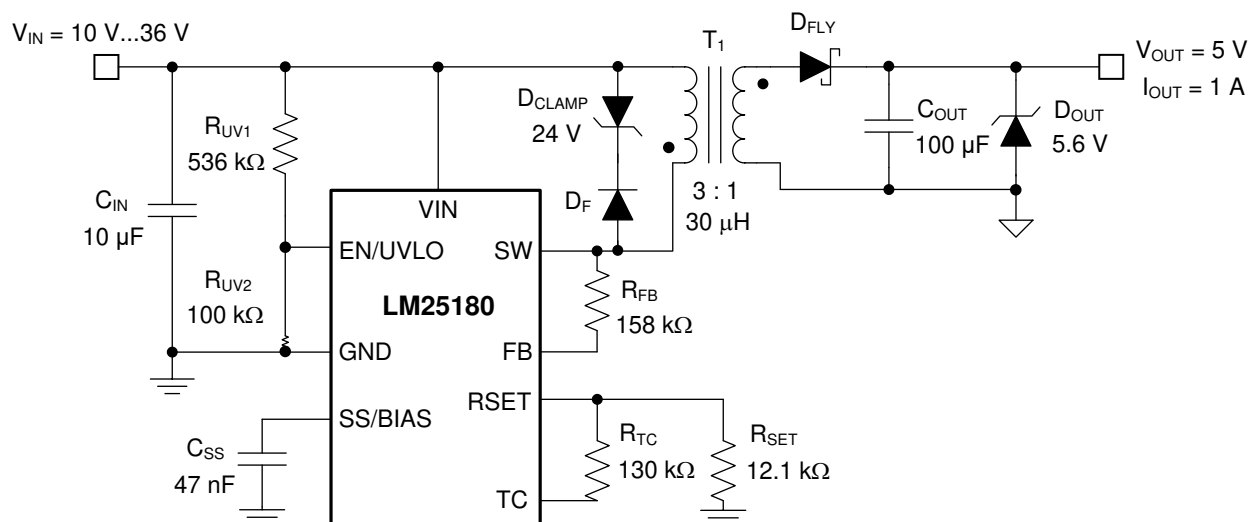 V_IN = 10 V...36 V
T₁
D_FLY
V_OUT = 5 V
I_OUT = 1 A
D_CLAMP
24 V
C_OUT
100 µF
D_OUT
5.6 V
R_UV1
536 kΩ
C_IN
10 µF
D_F
3 : 1
30 µH
VIN
EN/UVLO
SW
R_UV2
100 kΩ
LM25180
R_FB
158 kΩ
GND
FB
RSET
SS/BIAS
C_SS
47 nF
R_TC
130 kΩ
R_SET
12.1 kΩ
TC